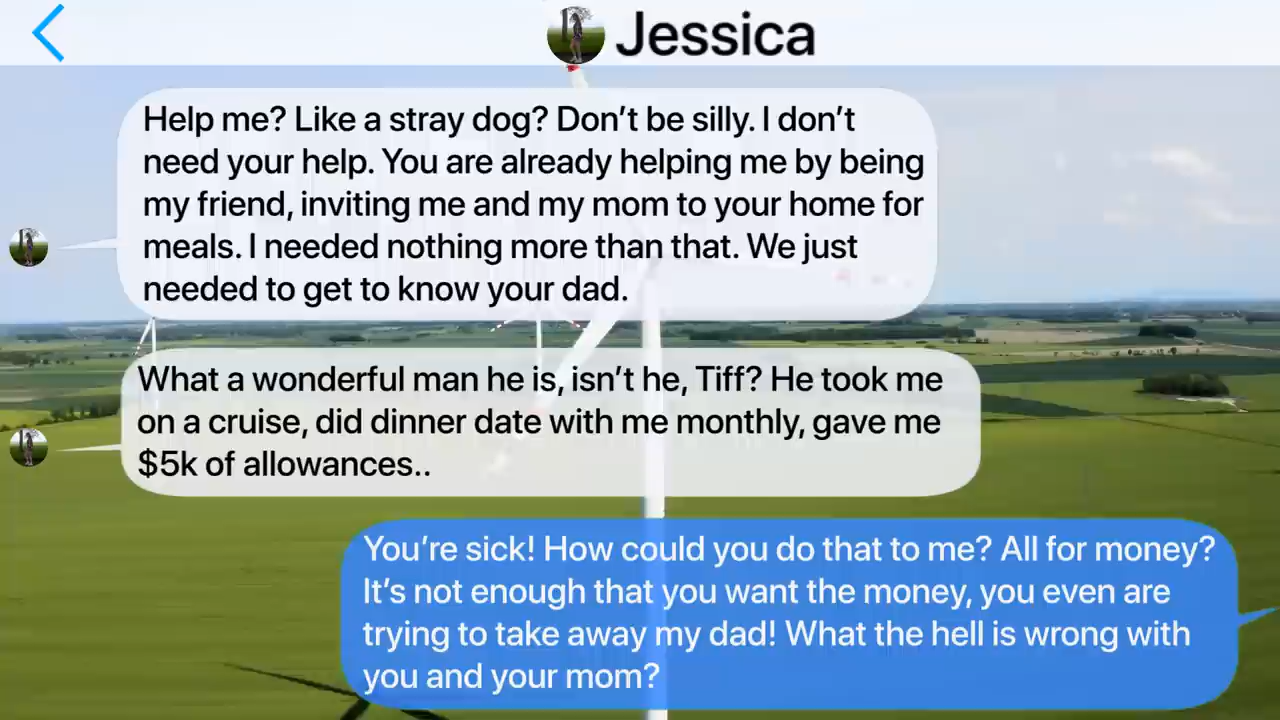 Jessica
Help me? Like a stray dog? Don’t be silly. I don’t
need your help. You are already helping me by being
my friend, inviting me and my mom to your home for
meals. I needed nothing more than that. We just
needed to get to know your dad.
What a wonderful man he is, isn’t he, Tiff? He took me
on a cruise, did dinner date with me monthly, gave me
$5k of allowances..
You’re sick! How could you do that to me? All for money?
It’s not enough that you want the money, you even are
trying to take away my dad! What the hell is wrong with
you and your mom?